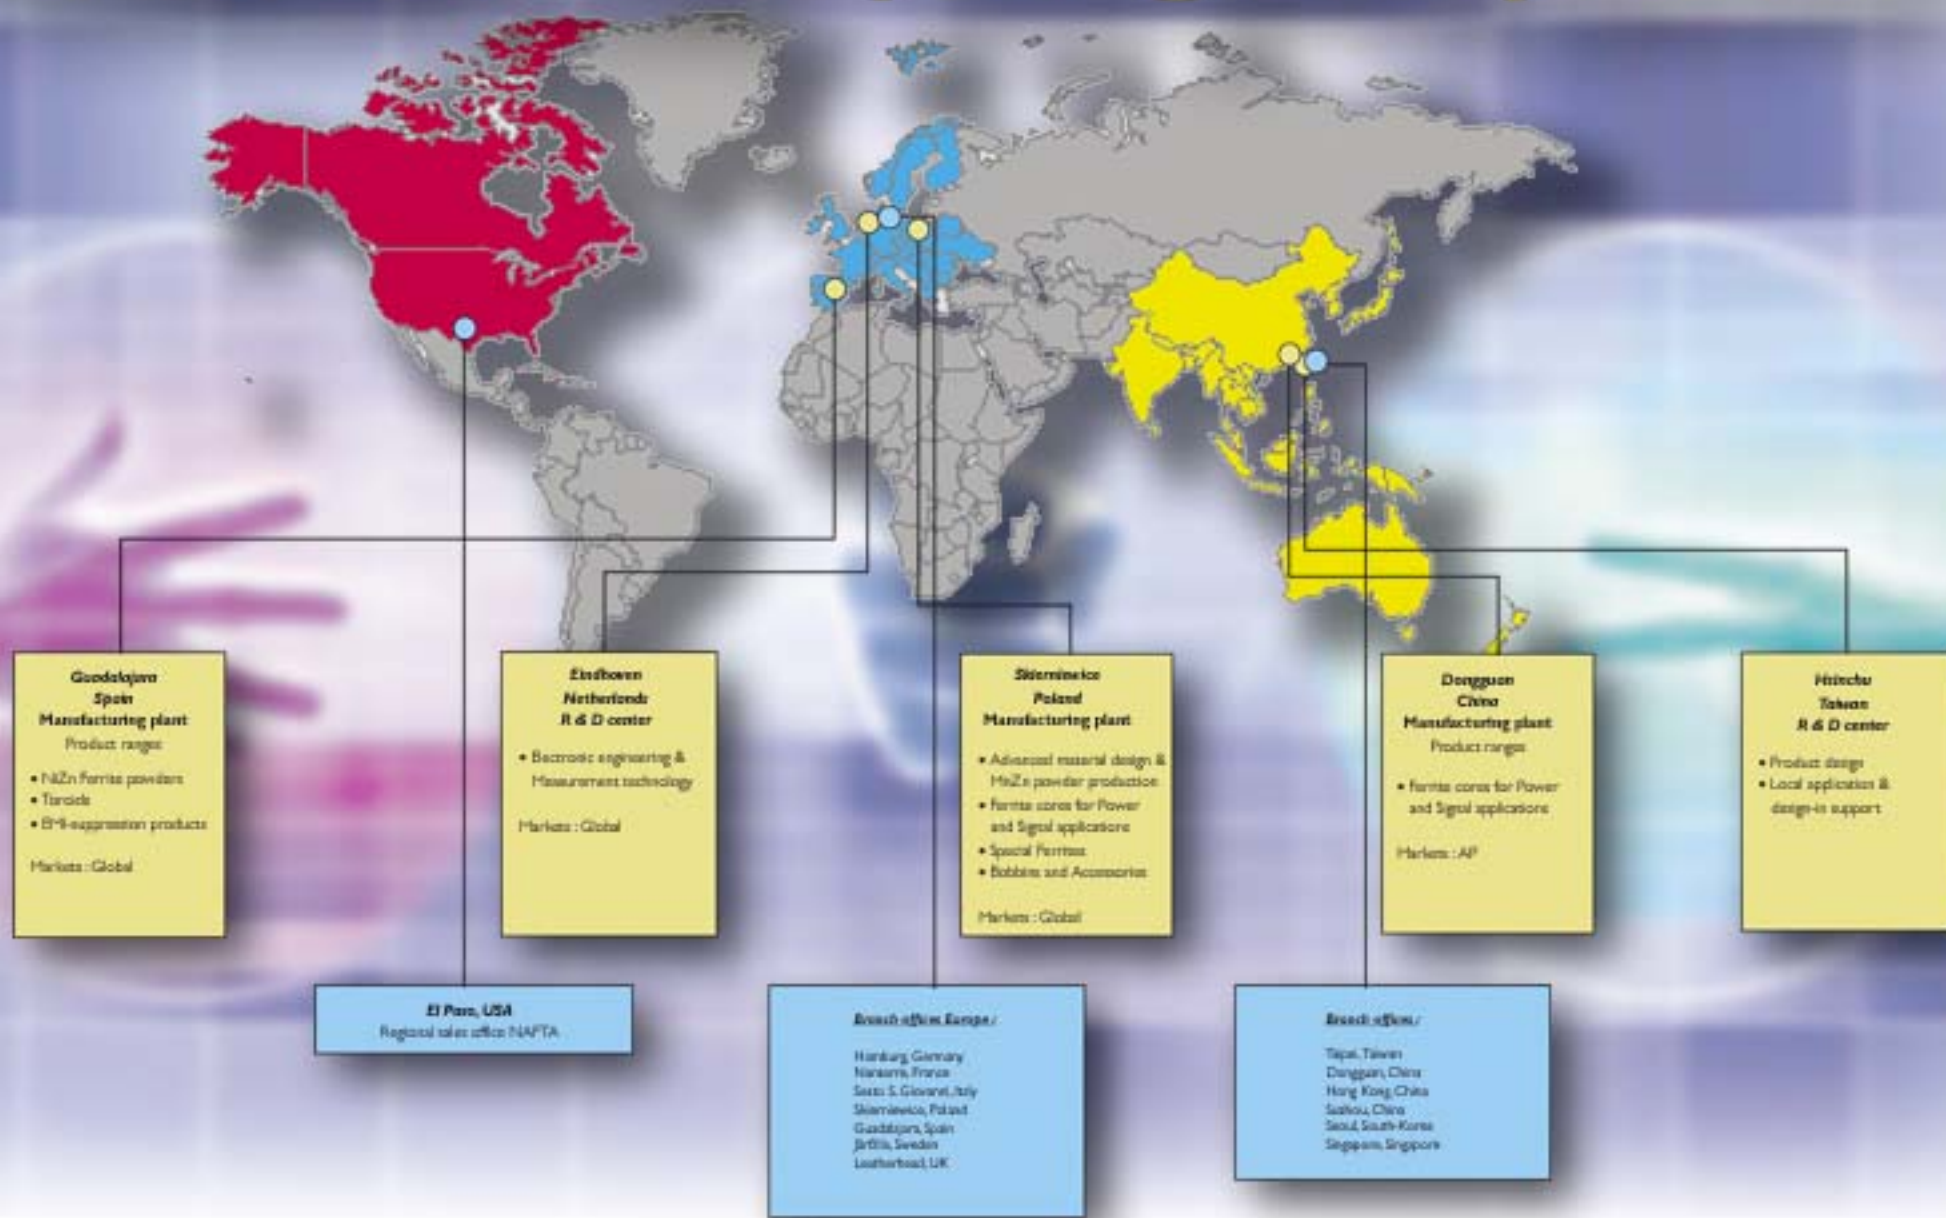 Guadalajara
Spain
Manufacturing plant
Product ranges
• NiZn Ferrite powders
• Toroids
• EMI-suppression products
Markets : Global
Eindhoven
Netherlands
R & D center
• Electronic engineering &
Measurement technology
Markets : Global
Skierniewice
Poland
Manufacturing plant
• Advanced material design &
MnZn powder production
• Ferrite cores for Power
and Signal applications
• Special Ferrites
• Bobbins and Accessories
Markets : Global
Dongguan
China
Manufacturing plant
Product ranges
• Ferrite cores for Power
and Signal applications
Markets : AP
Hsinchu
Taiwan
R & D center
• Product design
• Local application &
design-in support
El Paso, USA
Regional sales office NAFTA
Branch offices Europe :
Hamburg, Germany
Nanterre, France
Sesto S. Giovanni, Italy
Skierniewice, Poland
Guadalajara, Spain
Järfälla, Sweden
Leatherhead, UK
Branch offices :
Taipei, Taiwan
Dongguan, China
Hong Kong, China
Suzhou, China
Seoul, South-Korea
Singapore, Singapore